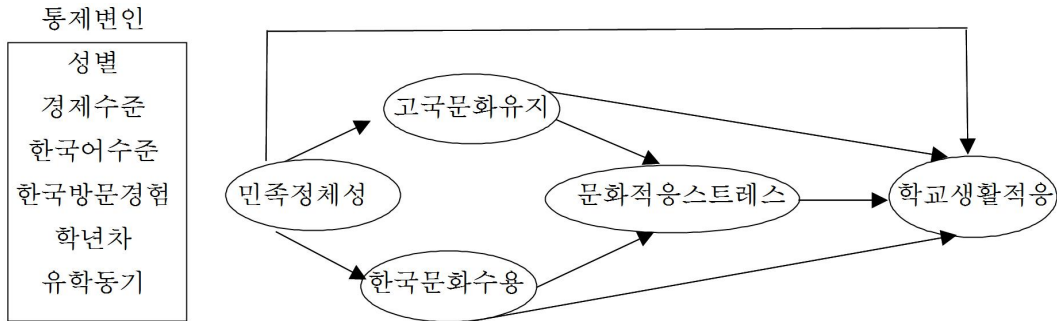 통제변인
성별
경제수준
한국어수준
한국방문경험
학년차
유학동기
고국문화유지
민족정체성
문화적응스트레스
학교생활적응
한국문화수용